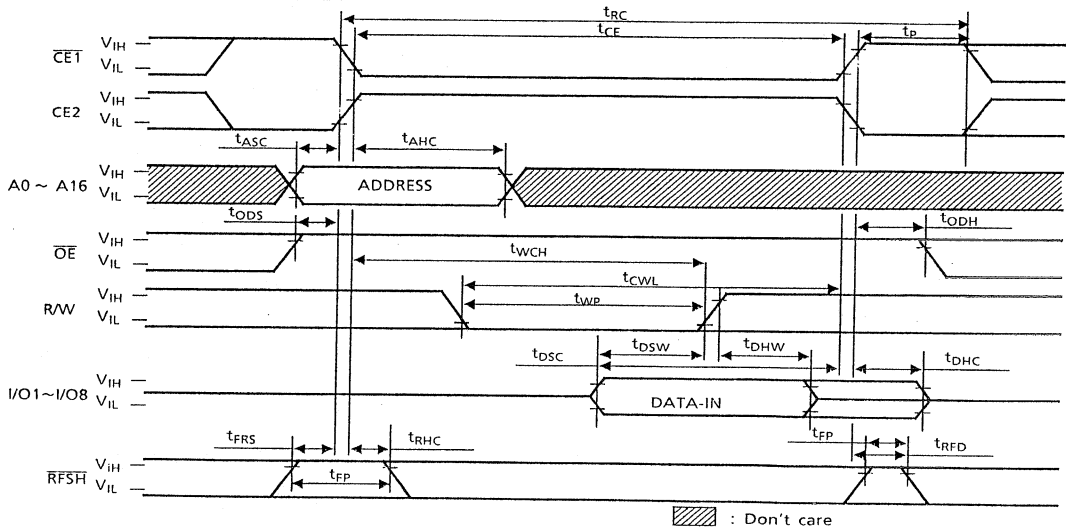 tRC
tCE
tP
CE1 VIH VIL
CE2 VIH VIL
tASC tAHC
A0 ~ A16 VIH VIL ADDRESS
tODS tODH
OE VIH VIL
tWCH
tCWL
R/W VIH VIL tWP
tDSC tDSW tDHW tDHC
I/O1~I/O8 VIH VIL DATA-IN
tFRS tRHC tFP tRFD
RFSH ViH VIL tFP
: Don't care